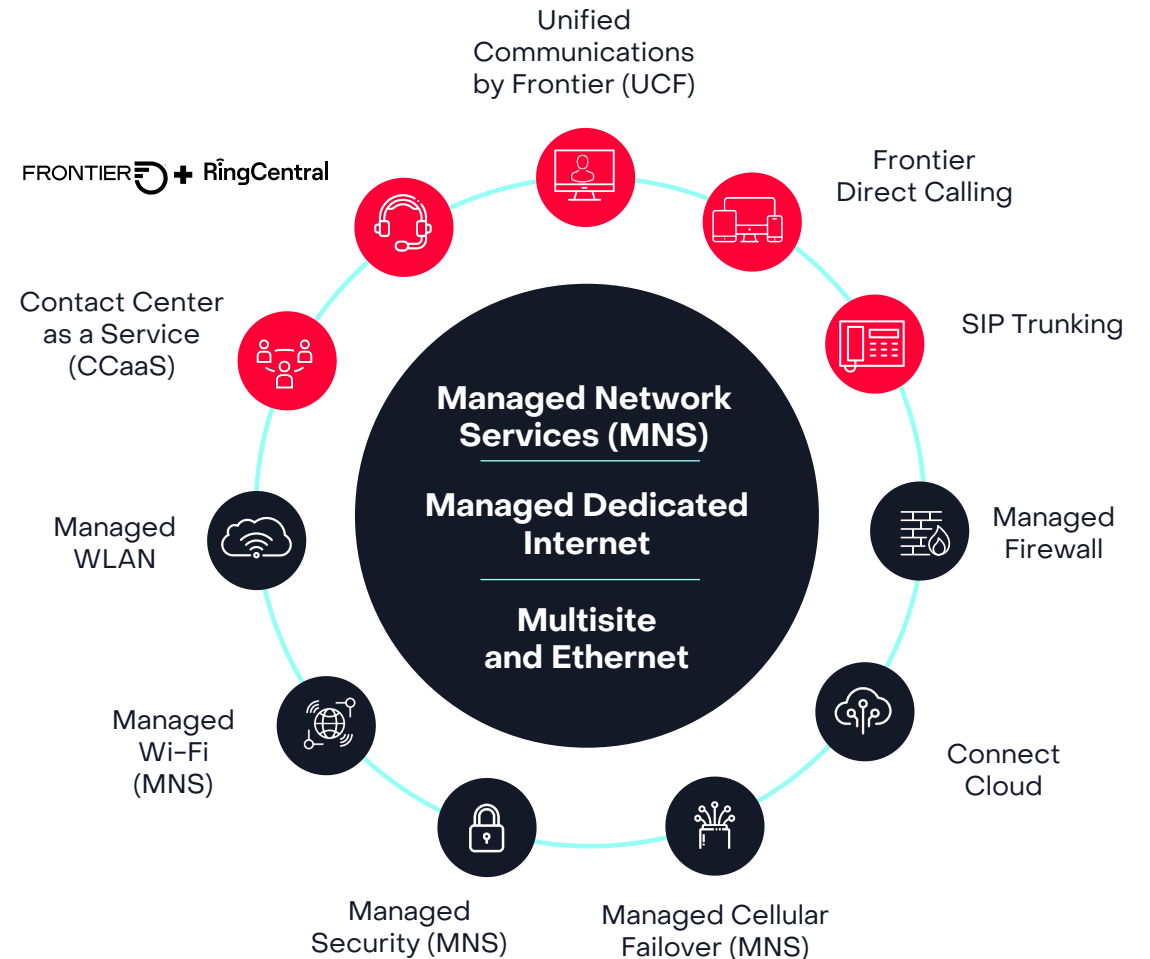 Unified
Communications
by Frontier (UCF)
FRONTIER + RingCentral
Frontier
Direct Calling
Contact Center
as a Service
(CCaaS)
SIP Trunking
Managed Network
Services (MNS)
Managed Dedicated
Internet
Multisite
and Ethernet
Managed
WLAN
Managed
Firewall
Managed
Wi-Fi
(MNS)
Connect
Cloud
Managed
Security (MNS)
Managed Cellular
Failover (MNS)